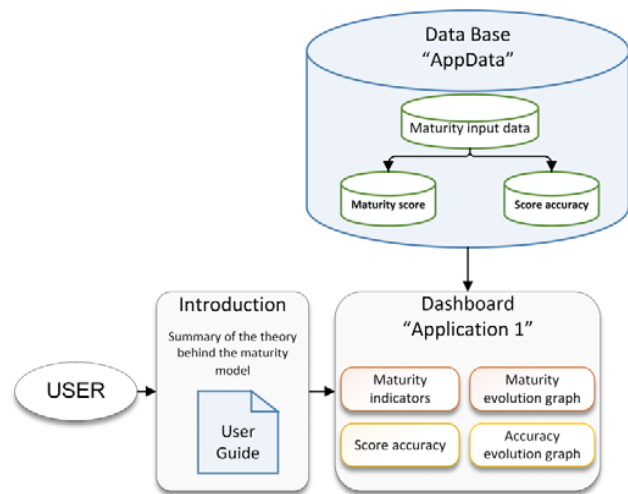 Data Base
“AppData”
Maturity input data
Maturity score
Score accuracy
Introduction
Summary of the theory
behind the maturity
model
User
Guide
USER
Dashboard
“Application 1”
Maturity
indicators
Maturity
evolution graph
Score accuracy
Accuracy
evolution graph